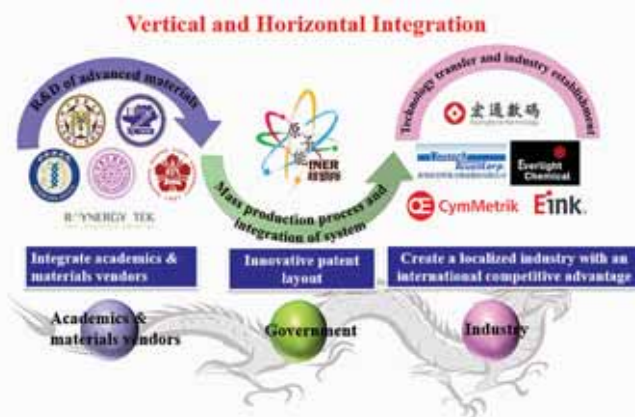 Vertical and Horizontal Integration
R&D of advanced materials
Mass production process and
integration of system
Technology transfer and industry establishment
INER
宏通數碼
Everlight
Chemical
CymMetrik
Eink
TEK
Integrate academics &
materials vendors
Innovative patent
layout
Create a localized industry with an
international competitive advantage
Academics &
materials vendors
Government
Industry